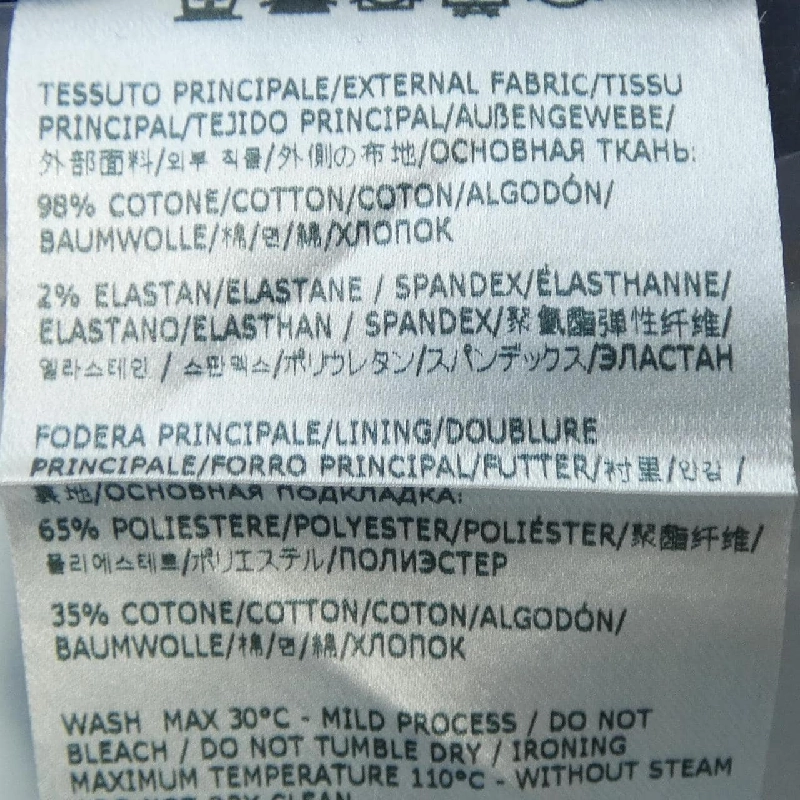 TESSUTO PRINCIPALE/EXTERNAL FABRIC/TISSU
PRINCIPAL/TEJIDO PRINCIPAL/AUßENGEWEBE/
外部面料/외부 직물/外側の布地/ОСНОВНАЯ ТКАНЬ:
98% COTONE/COTTON/COTON/ALGODÓN/
BAUMWOLLE/棉/면/綿/ХЛОПОК
2% ELASTAN/ELASTANE / SPANDEX/ÉLASTHANNE/
ELASTANO/ELASTHAN / SPANDEX/聚氨酯弹性纤维/
엘라스테인 / 스판덱스/ポリウレタン/スパンデックス/ЭЛАСТАН
FODERA PRINCIPALE/LINING/DOUBLURE
PRINCIPALE/FORRO PRINCIPAL/FUTTER/衬里/안감 /
裏地/ОСНОВНАЯ ПОДКЛАДКА:
65% POLIESTERE/POLYESTER/POLIÉSTER/聚酯纤维/
폴리에스테르/ポリエステル/ПОЛИЭСТЕР
35% COTONE/COTTON/COTON/ALGODÓN/
BAUMWOLLE/棉/면/綿/ХЛОПОК
WASH MAX 30°C - MILD PROCESS / DO NOT
BLEACH / DO NOT TUMBLE DRY / IRONING
MAXIMUM TEMPERATURE 110°C - WITHOUT STEAM
NOT DRY CLEAN